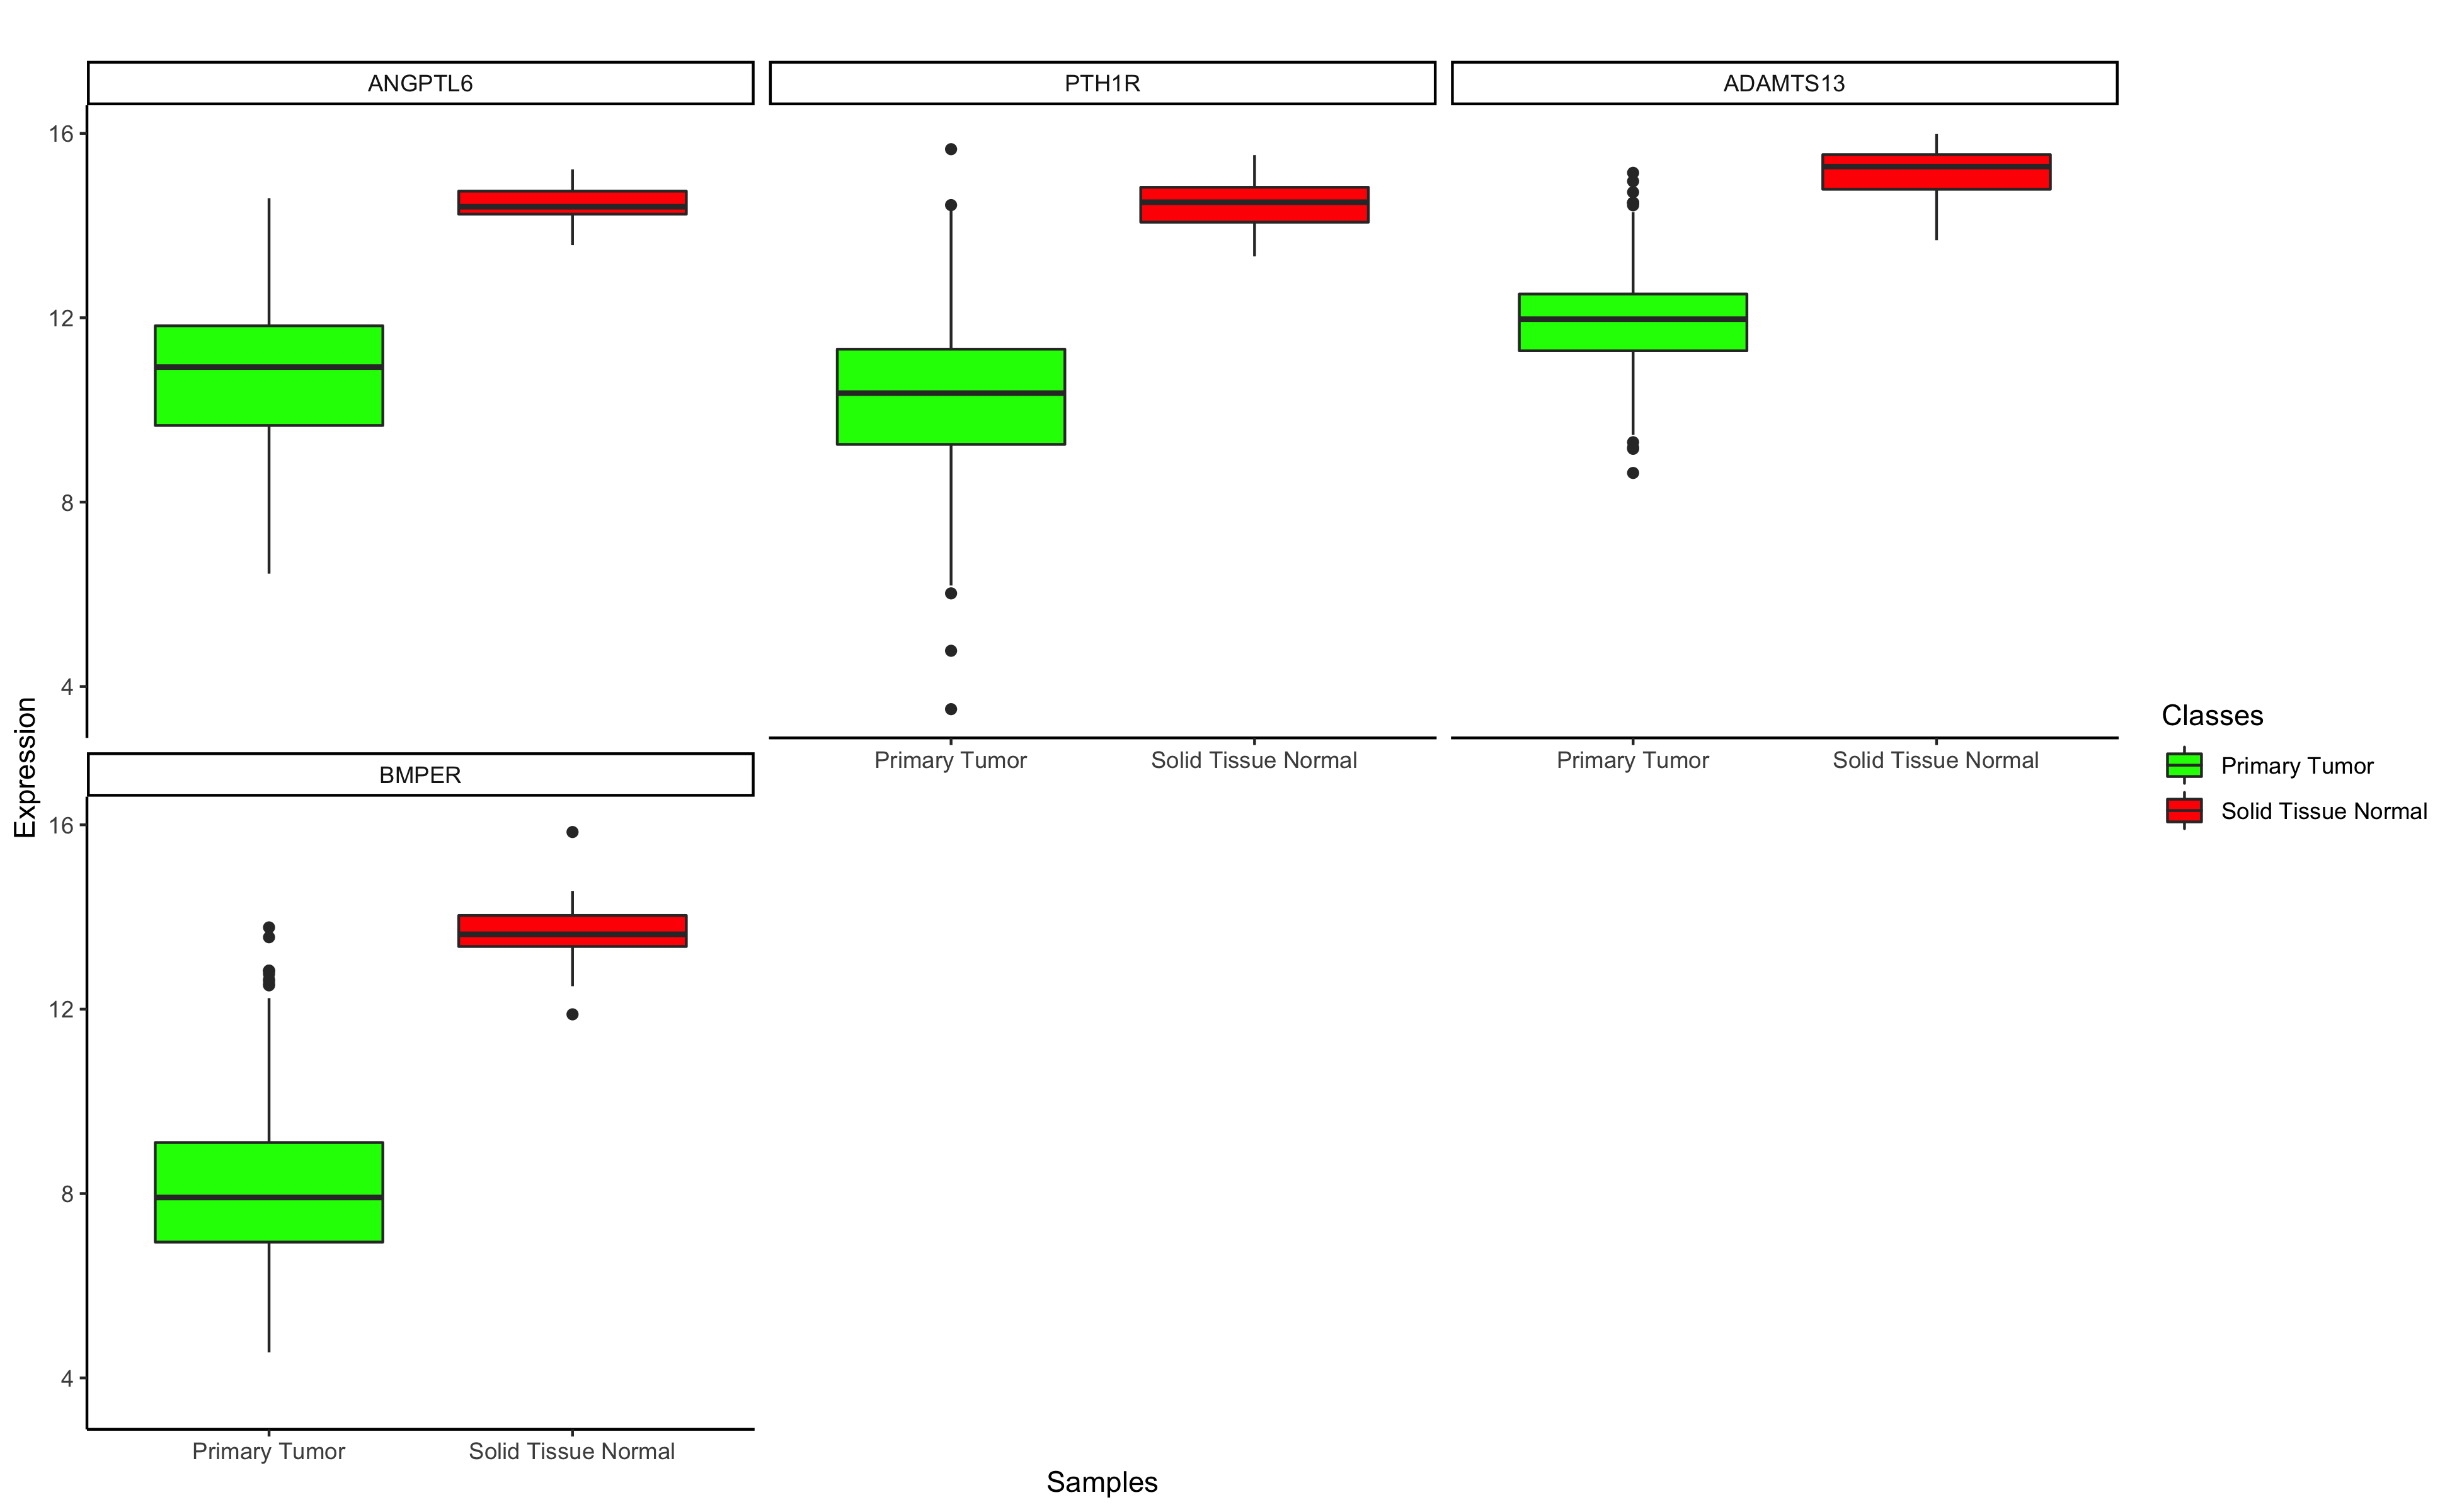 ANGPTL6
PTH1R
ADAMTS13
16
12
8
4
Primary Tumor
Solid Tissue Normal
Primary Tumor
Solid Tissue Normal
BMPER
16
12
8
4
Primary Tumor
Solid Tissue Normal
Expression
Samples
Classes
Primary Tumor
Solid Tissue Normal